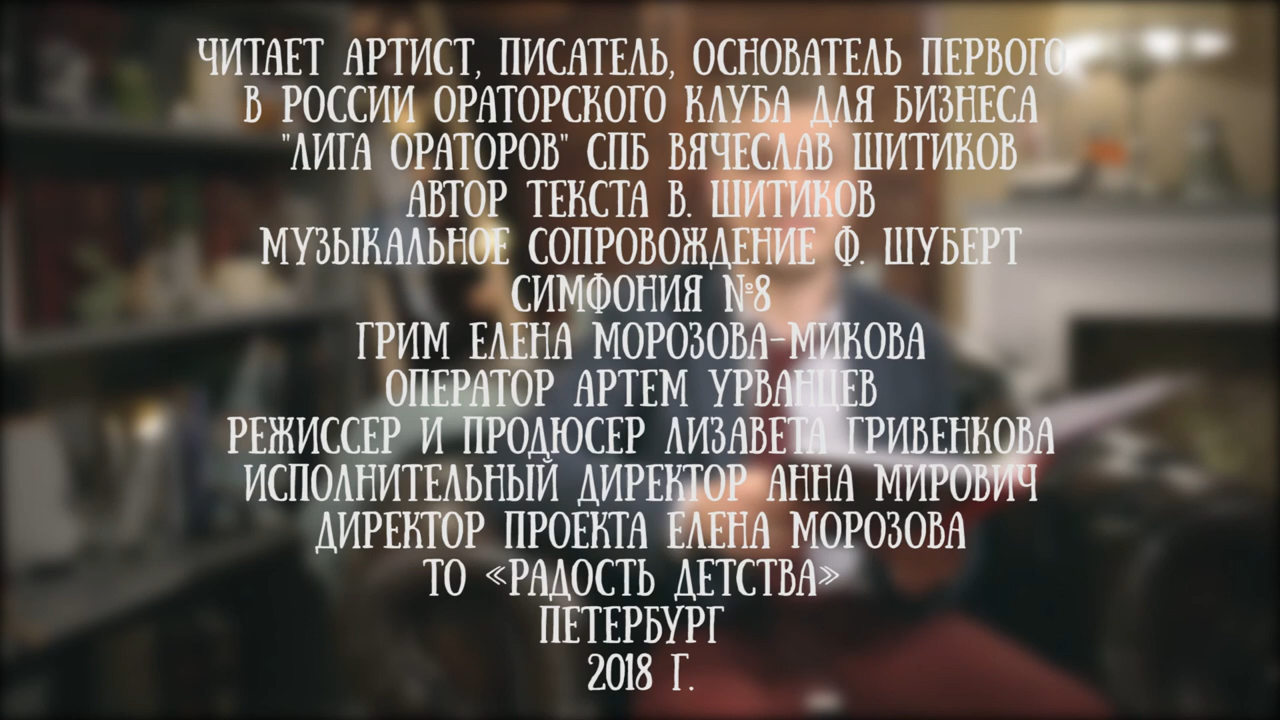 ЧИТАЕТ АРТИСТ, ПИСАТЕЛЬ, ОСНОВАТЕЛЬ ПЕРВОГО
В РОССИИ ОРАТОРСКОГО КЛУБА ДЛЯ БИЗНЕСА
"ЛИГА ОРАТОРОВ" СПБ ВЯЧЕСЛАВ ШИТИКОВ
АВТОР ТЕКСТА В. ШИТИКОВ
МУЗЫКАЛЬНОЕ СОПРОВОЖДЕНИЕ Ф. ШУБЕРТ
СИМФОНИЯ №8
ГРИМ ЕЛЕНА МОРОЗОВА-МИКОВА
ОПЕРАТОР АРТЕМ УРВАНЦЕВ
РЕЖИССЕР И ПРОДЮСЕР ЛИЗАВЕТА ГРИВЕНКОВА
ИСПОЛНИТЕЛЬНЫЙ ДИРЕКТОР АННА МИРОВИЧ
ДИРЕКТОР ПРОЕКТА ЕЛЕНА МОРОЗОВА
ТО «РАДОСТЬ ДЕТСТВА»
ПЕТЕРБУРГ
2018 Г.